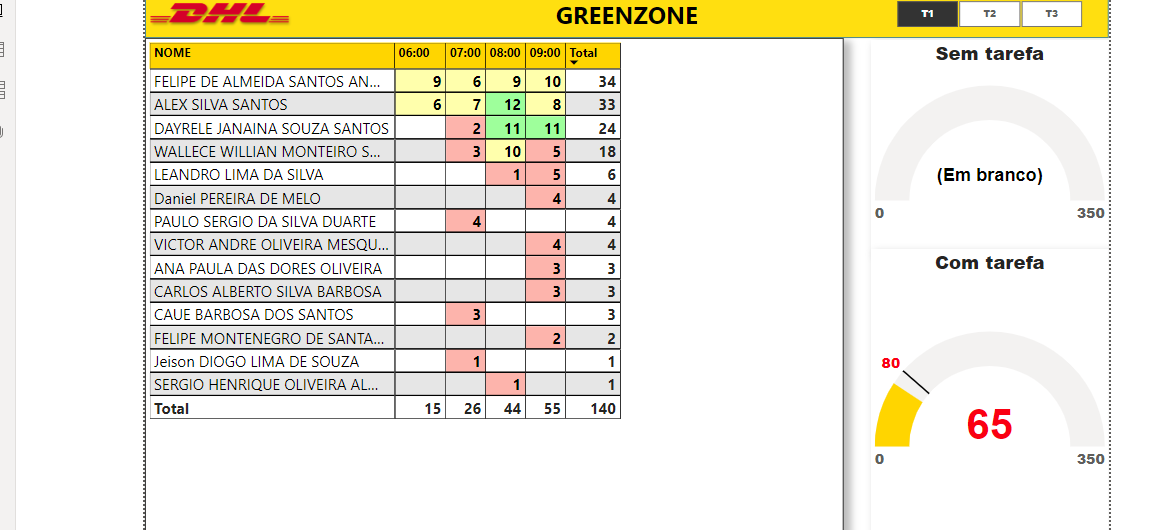 DHL
GREENZONE
T1 T2 T3
NOME 06:00 07:00 08:00 09:00 Total
FELIPE DE ALMEIDA SANTOS AN... 9 6 9 10 34
ALEX SILVA SANTOS 6 7 12 8 33
DAYRELE JANAINA SOUZA SANTOS 2 11 11 24
WALLECE WILLIAN MONTEIRO S... 3 10 5 18
LEANDRO LIMA DA SILVA 1 5 6
Daniel PEREIRA DE MELO 4 4
PAULO SERGIO DA SILVA DUARTE 4 4
VICTOR ANDRE OLIVEIRA MESQU... 4 4
ANA PAULA DAS DORES OLIVEIRA 3 3
CARLOS ALBERTO SILVA BARBOSA 3 3
CAUE BARBOSA DOS SANTOS 3 3
FELIPE MONTENEGRO DE SANTA... 2 2
Jeison DIOGO LIMA DE SOUZA 1 1
SERGIO HENRIQUE OLIVEIRA AL... 1 1
Total 15 26 44 55 140
Sem tarefa
(Em branco)
0 350
Com tarefa
80
65
0 350